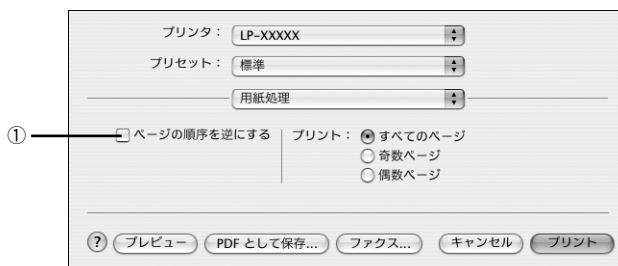 プリンタ： LP-XXXXX
プリセット： 標準
用紙処理
① ページの順序を逆にする プリント： すべてのページ
奇数ページ
偶数ページ
? プレビュー PDF として保存... ファクス... キャンセル プリント